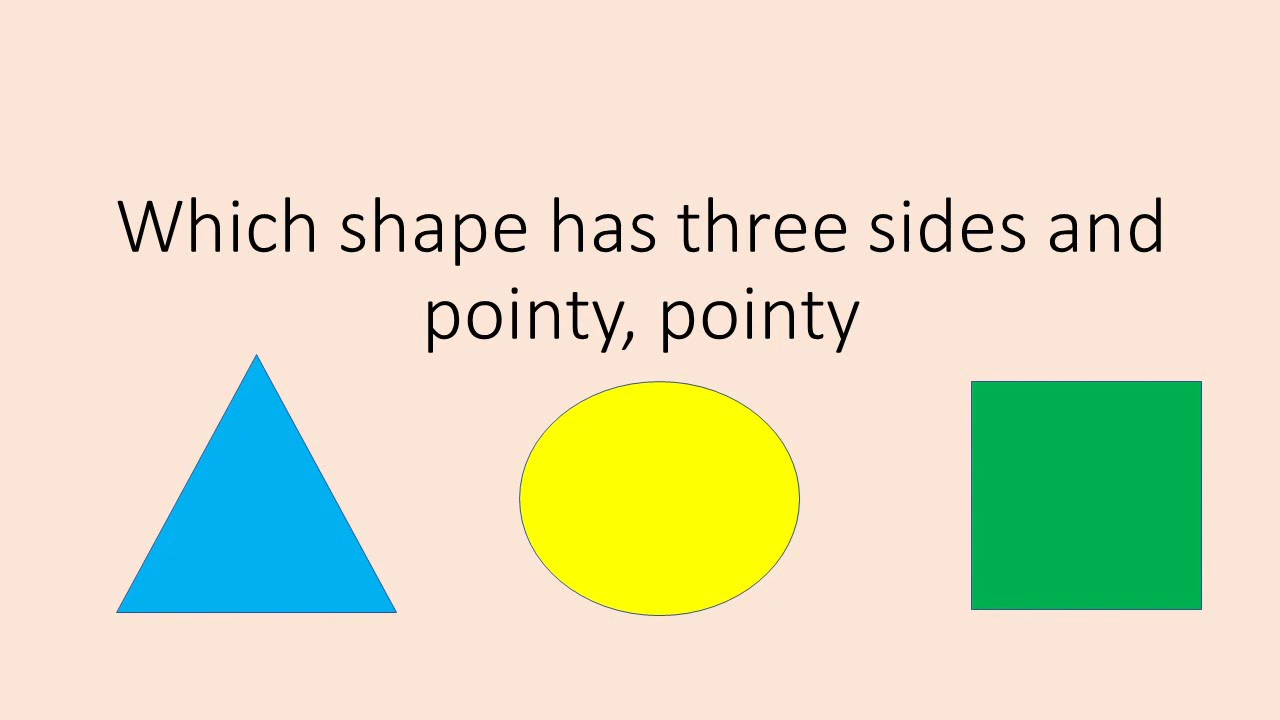 Which shape has three sides and
pointy, pointy